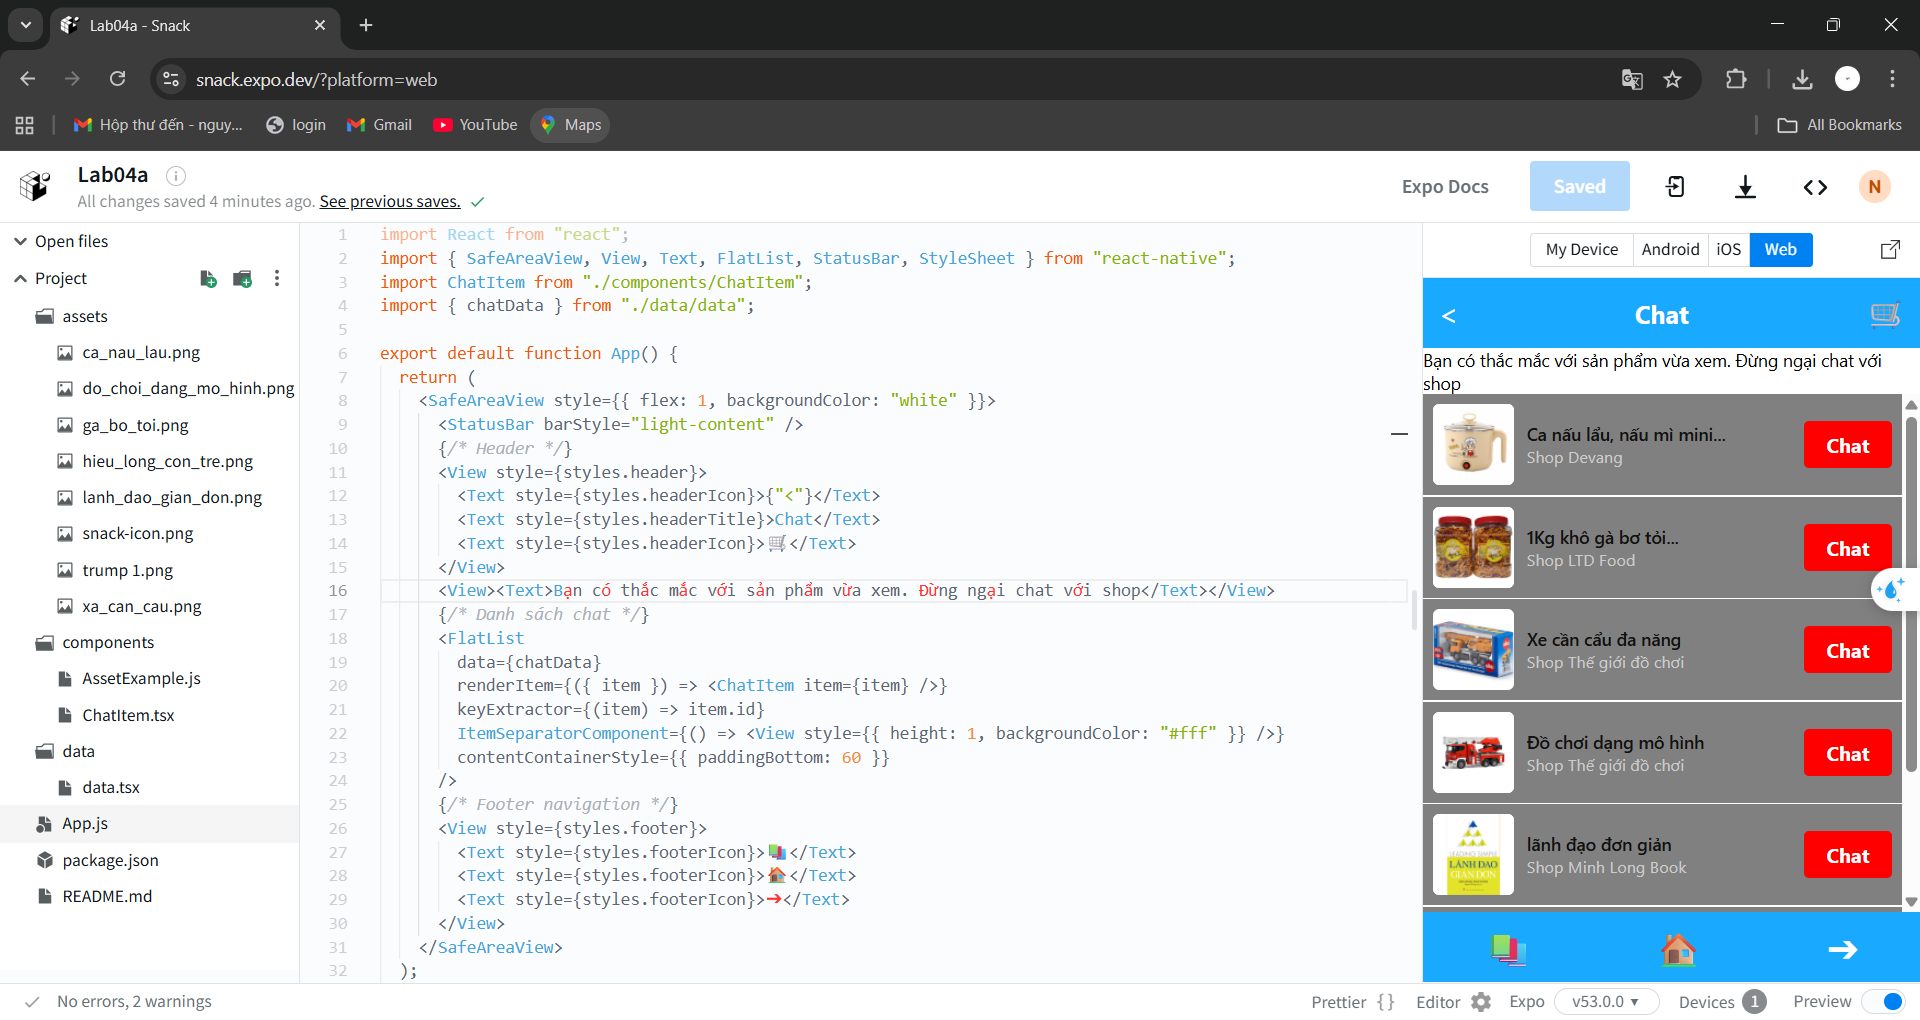 Lab04a - Snack
snack.expo.dev/?platform=web
Hộp thư đến - nguy...
login
Gmail
YouTube
Maps
All Bookmarks
Lab04a
All changes saved 4 minutes ago. See previous saves.
Expo Docs
Saved
N
Open files
Project
assets
ca_nau_lau.png
do_choi_dang_mo_hinh.png
ga_bo_toi.png
hieu_long_con_tre.png
lanh_dao_gian_don.png
snack-icon.png
trump 1.png
xa_can_cau.png
components
AssetExample.js
ChatItem.tsx
data
data.tsx
App.js
package.json
README.md
1 import React from "react";
2 import { SafeAreaView, View, Text, FlatList, StatusBar, StyleSheet } from "react-native";
3 import ChatItem from "./components/ChatItem";
4 import { chatData } from "./data/data";
5
6 export default function App() {
7 return (
8 <SafeAreaView style={{ flex: 1, backgroundColor: "white" }}>
9 <StatusBar barStyle="light-content" />
10 {/* Header */}
11 <View style={styles.header}>
12 <Text style={styles.headerIcon}>{"<"}</Text>
13 <Text style={styles.headerTitle}>Chat</Text>
14 <Text style={styles.headerIcon}>🛒</Text>
15 </View>
16 <View><Text>Bạn có thắc mắc với sản phẩm vừa xem. Đừng ngại chat với shop</Text></View>
17 {/* Danh sách chat */}
18 <FlatList
19 data={chatData}
20 renderItem={({ item }) => <ChatItem item={item} />}
21 keyExtractor={(item) => item.id}
22 ItemSeparatorComponent={() => <View style={{ height: 1, backgroundColor: "#fff" }} />}
23 contentContainerStyle={{ paddingBottom: 60 }}
24 />
25 {/* Footer navigation */}
26 <View style={styles.footer}>
27 <Text style={styles.footerIcon}>📚</Text>
28 <Text style={styles.footerIcon}>🏠</Text>
29 <Text style={styles.footerIcon}>➔</Text>
30 </View>
31 </SafeAreaView>
32 );
My Device
Android
iOS
Web
<
Chat
Bạn có thắc mắc với sản phẩm vừa xem. Đừng ngại chat với
shop
Ca nấu lẩu, nấu mì mini...
Shop Devang
Chat
1Kg khô gà bơ tỏi...
Shop LTD Food
Chat
Xe cần cẩu đa năng
Shop Thế giới đồ chơi
Chat
Đồ chơi dạng mô hình
Shop Thế giới đồ chơi
Chat
LEADING SIMPLE
LÃNH ĐẠO
GIẢN ĐƠN
lãnh đạo đơn giản
Shop Minh Long Book
Chat
➔
No errors, 2 warnings
Prettier { }
Editor
Expo
v53.0.0
Devices 1
Preview